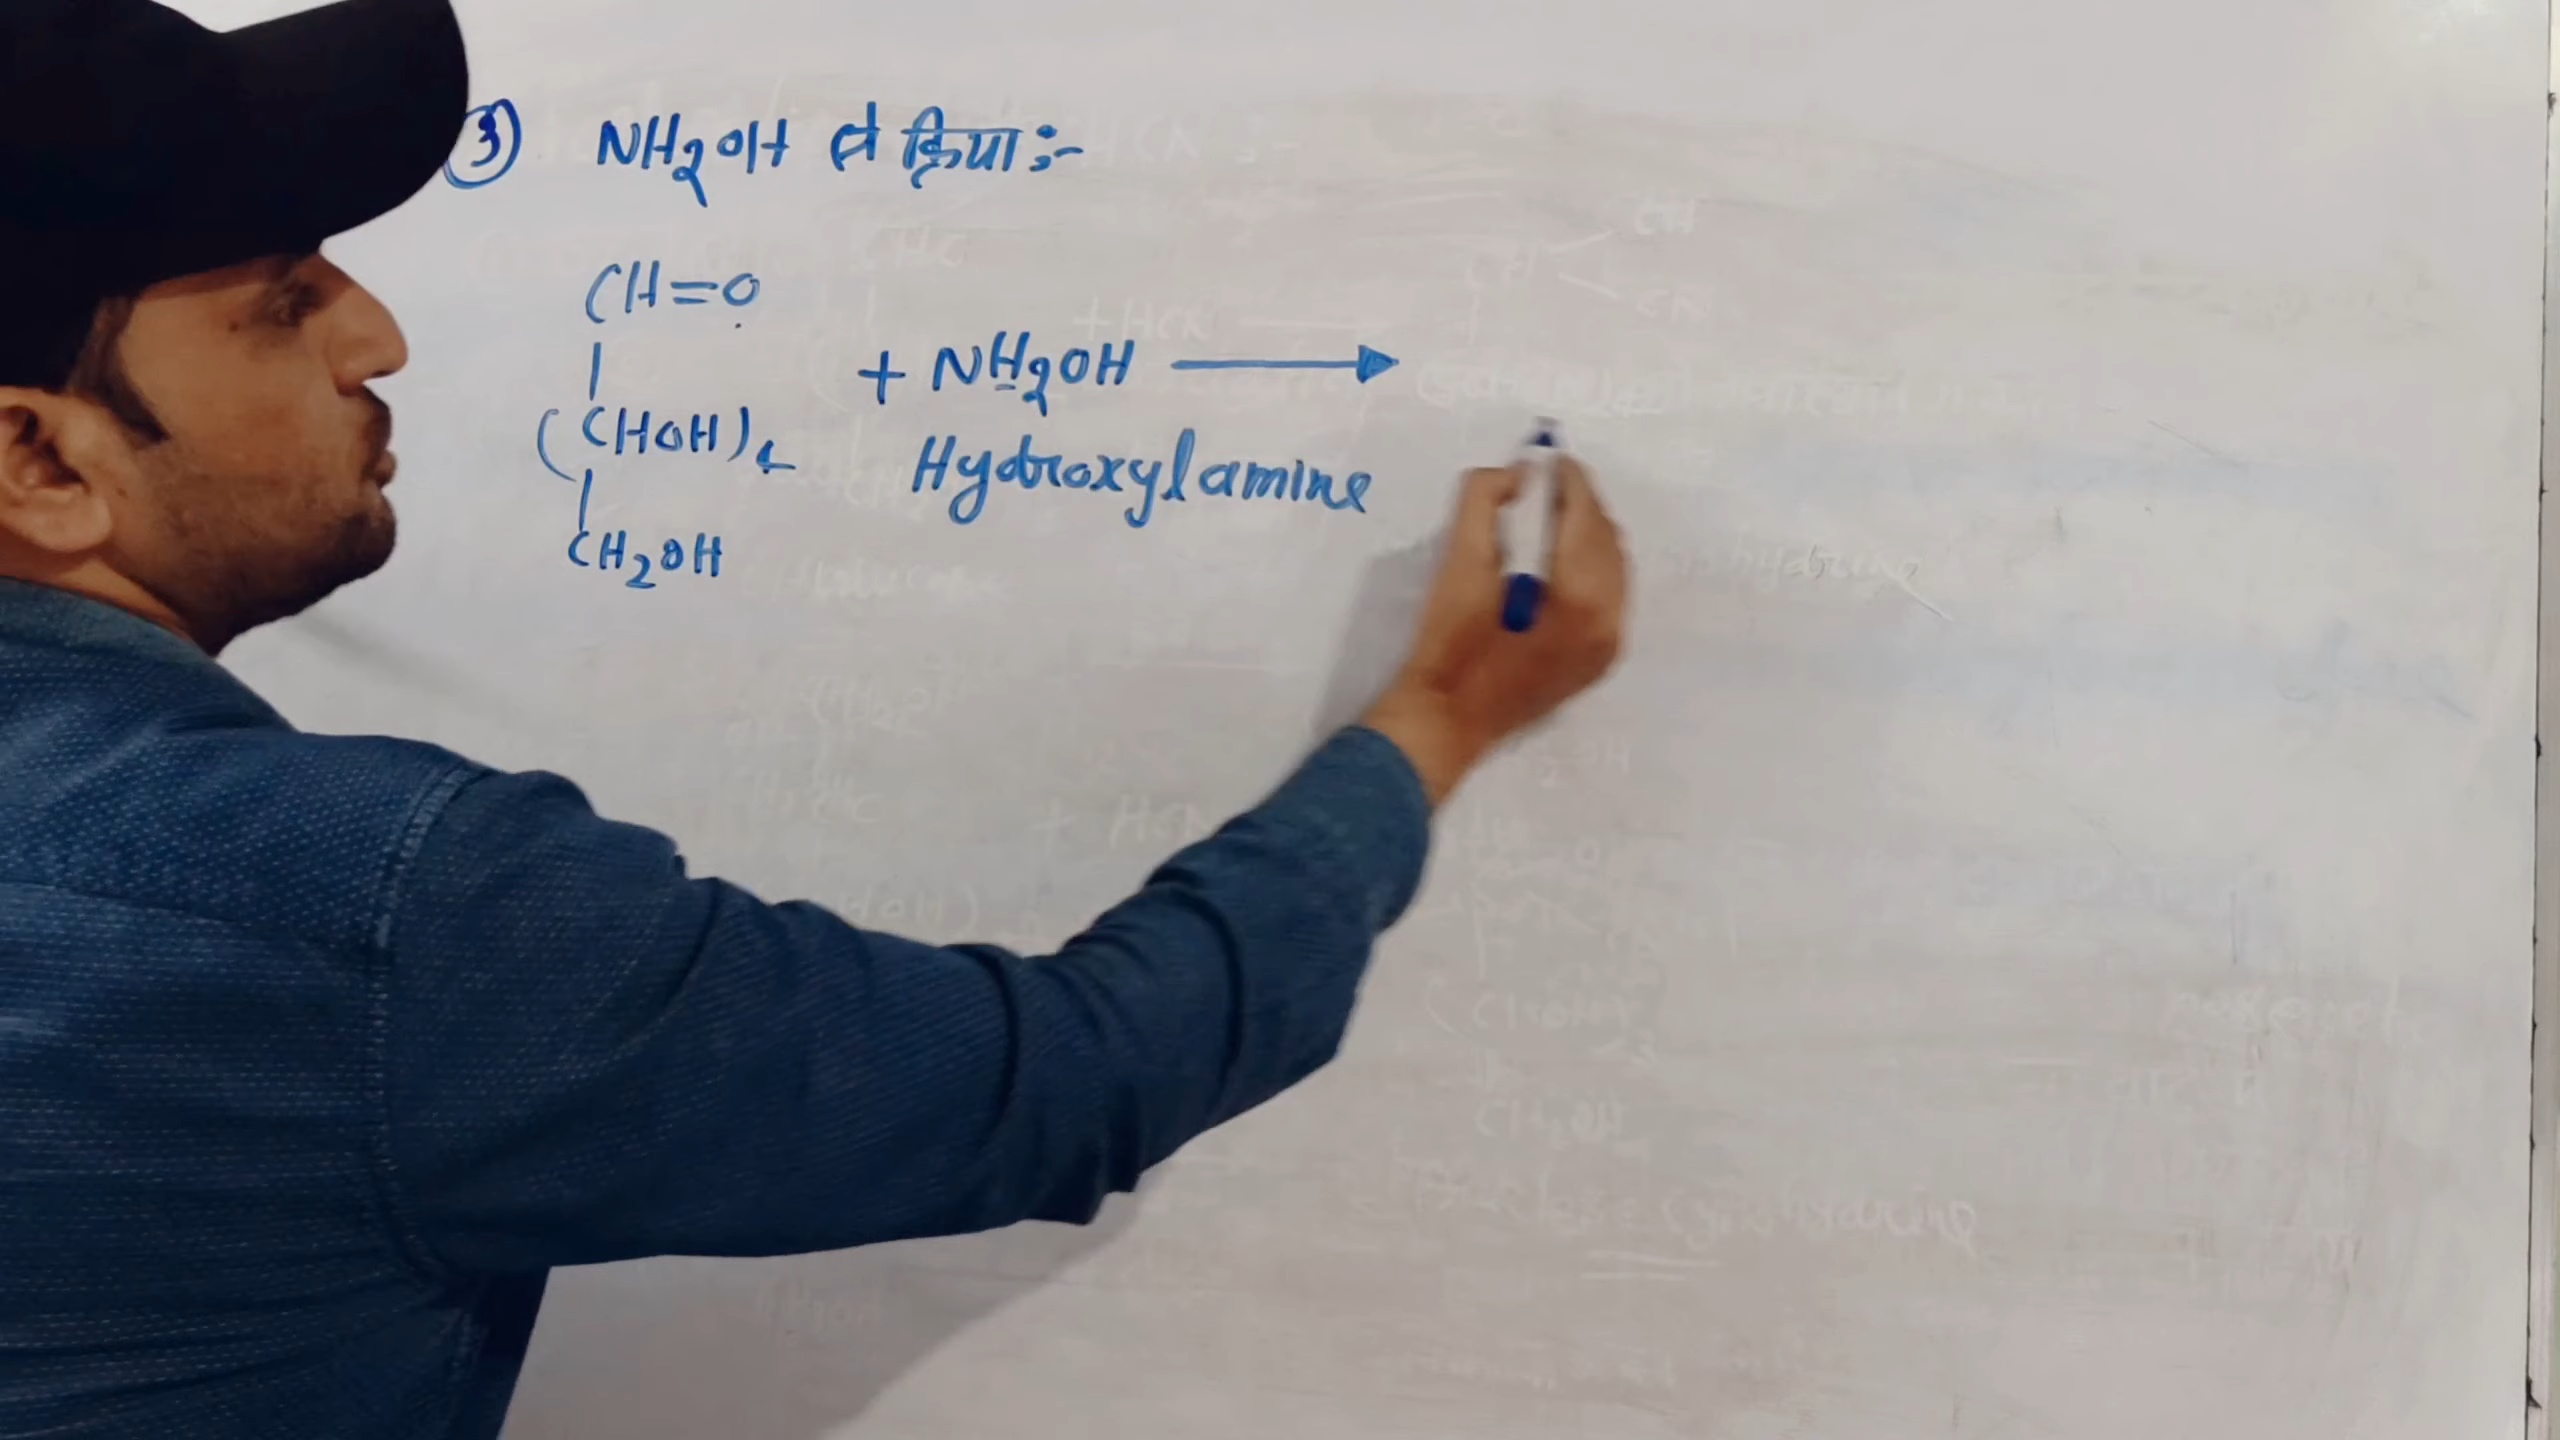 ③ NH2OH से क्रिया :-
CH=O
|
(CHOH)4
|
CH2OH
+ NH2OH ⟶
Hydroxylamine